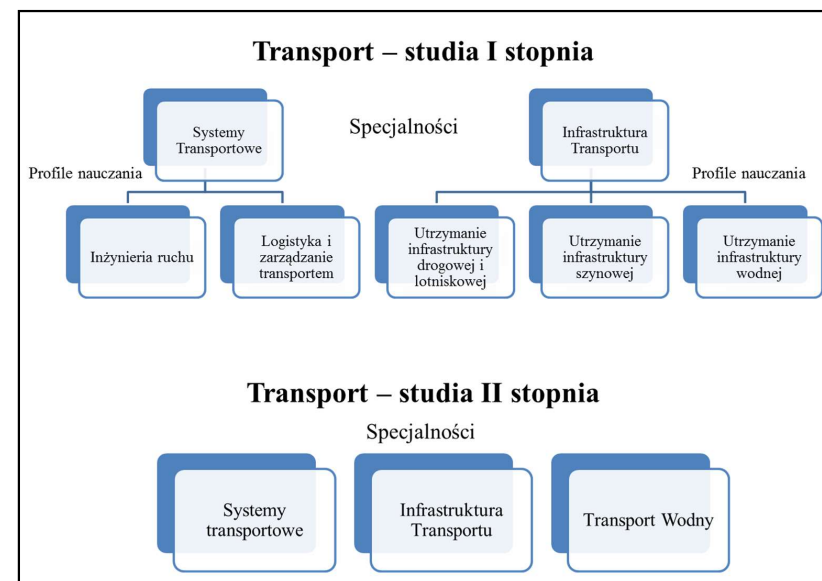 Transport – studia I stopnia
Systemy
Transportowe
Specjalności
Infrastruktura
Transportu
Profile nauczania
Profile nauczania
Inżynieria ruchu
Logistyka i
zarządzanie
transportem
Utrzymanie
infrastruktury
drogowej i
lotniskowej
Utrzymanie
infrastruktury
szynowej
Utrzymanie
infrastruktury
wodnej
Transport – studia II stopnia
Specjalności
Systemy
transportowe
Infrastruktura
Transportu
Transport Wodny